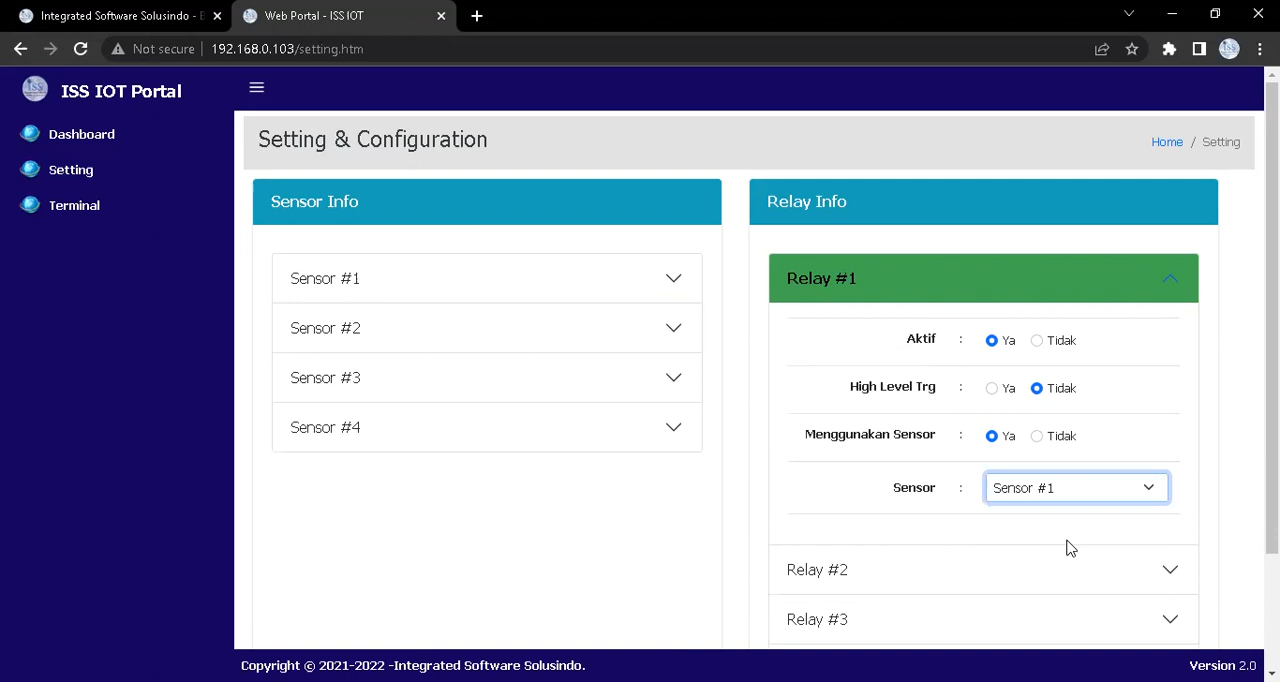 Integrated Software Solusindo - B
Web Portal - ISS IOT
Not secure
192.168.0.103/setting.htm
ISS IOT Portal
Dashboard
Setting
Terminal
Setting & Configuration
Home / Setting
Sensor Info
Sensor #1
Sensor #2
Sensor #3
Sensor #4
Relay Info
Relay #1
Aktif : Ya Tidak
High Level Trg : Ya Tidak
Menggunakan Sensor : Ya Tidak
Sensor : Sensor #1
Relay #2
Relay #3
Copyright © 2021-2022 -Integrated Software Solusindo.
Version 2.0